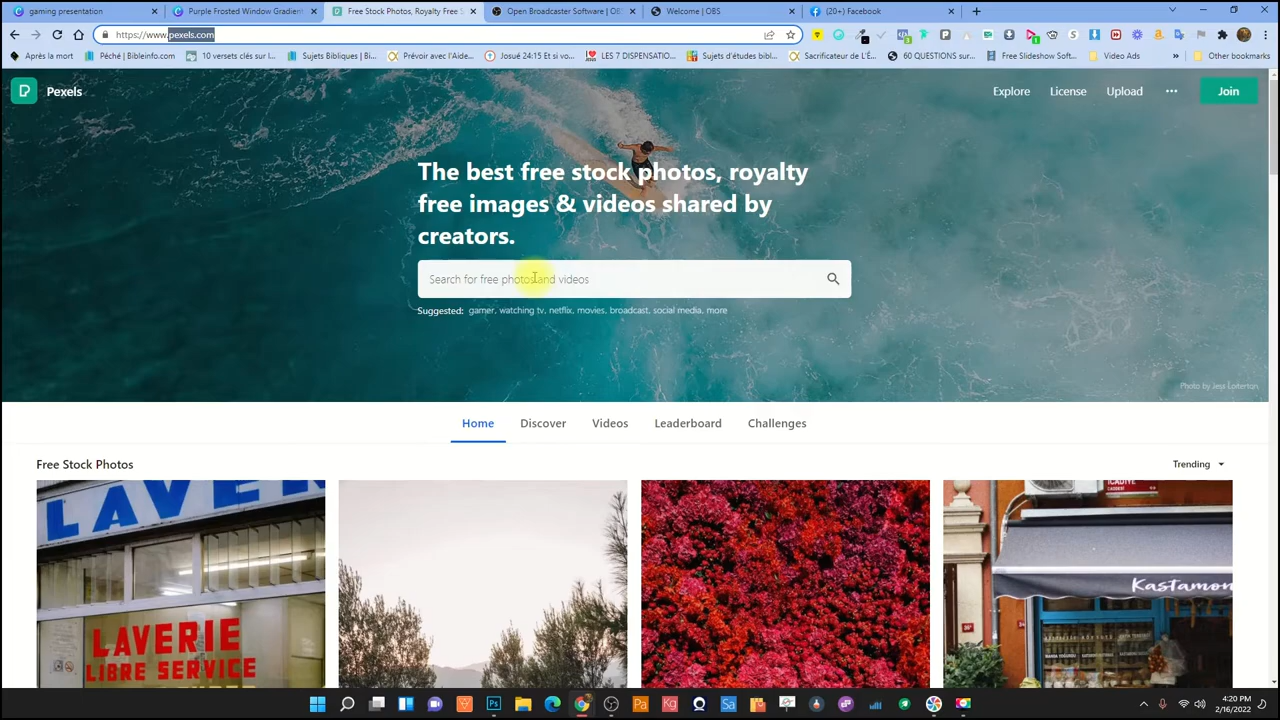 gaming presentation
Purple Frosted Window Gradien
Free Stock Photos, Royalty Free S
Open Broadcaster Software | OBS
Welcome | OBS
(20+) Facebook
https://www.pexels.com
Après la mort
Péché | Bibleinfo.com
10 versets clés sur l...
Sujets Bibliques | Bi...
Prévoir avec l'Aide...
Josué 24:15 Et si vo...
LES 7 DISPENSATIO...
Sujets d'études bibl...
Sacrificateur de L'É...
60 QUESTIONS sur...
Free Slideshow Soft...
Video Ads
»
Other bookmarks
Pexels
Explore
License
Upload
•••
Join
The best free stock photos, royalty
free images & videos shared by
creators.
Search for free photos and videos
Suggested: gamer, watching tv, netflix, movies, broadcast, social media, more
Photo by Jess Loiterton
Home
Discover
Videos
Leaderboard
Challenges
Free Stock Photos
Trending
LAVER
LAVERIE
LIBRE SERVICE
ICADİYE
Kastamon
4:20 PM
2/16/2022